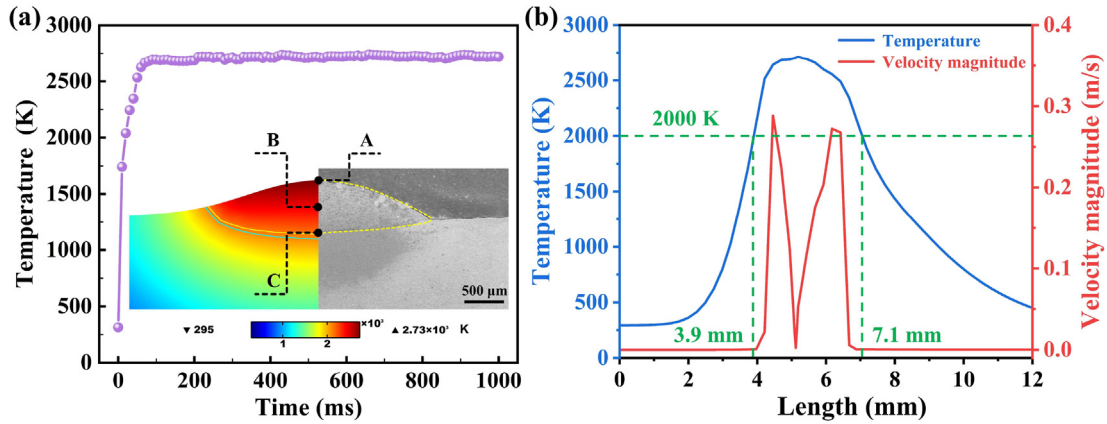 (a)
3000
2500
2000
1500
1000
500
0
Temperature (K)
B
A
C
500 μm
▼ 295
1
2
×10³
▲ 2.73×10³ K
0
200
400
600
800
1000
Time (ms)
(b)
3000
2500
2000
1500
1000
500
0
Temperature (K)
Temperature
Velocity magnitude
2000 K
3.9 mm
7.1 mm
0.4
0.3
0.2
0.1
0.0
Velocity magnitude (m/s)
0
2
4
6
8
10
12
Length (mm)